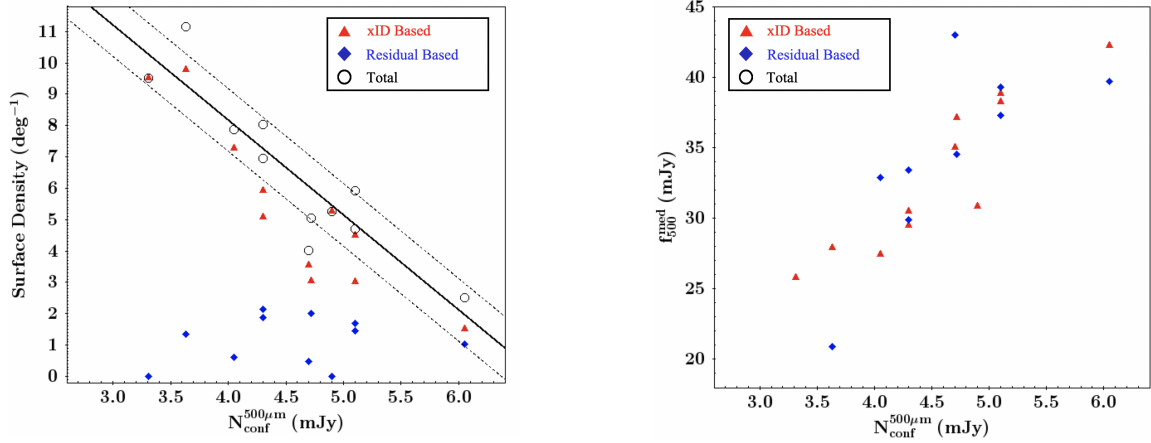 11
10
9
8
7
6
5
4
3
2
1
0
Surface Density (deg⁻¹)
xID Based
Residual Based
Total
3.0 3.5 4.0 4.5 5.0 5.5 6.0
N_conf^500μm (mJy)
45
40
35
30
25
20
f_500^med (mJy)
xID Based
Residual Based
Total
3.0 3.5 4.0 4.5 5.0 5.5 6.0
N_conf^500μm (mJy)